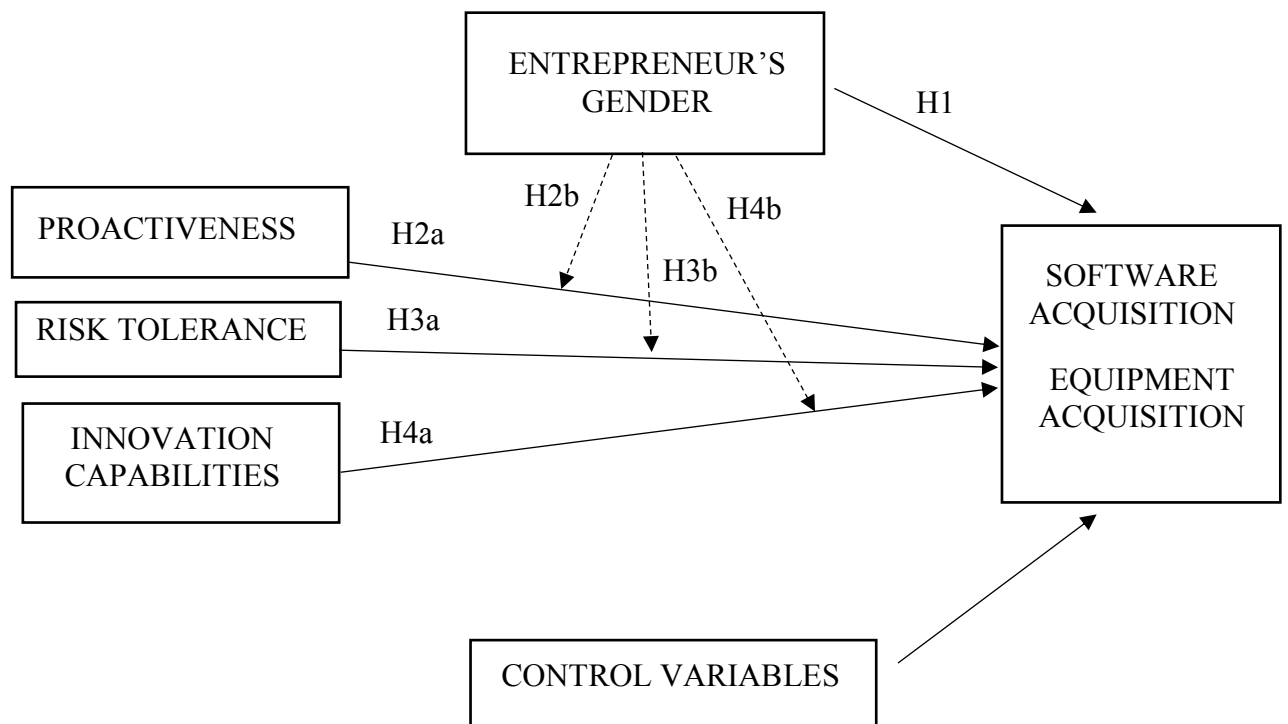 ENTREPRENEUR'S
GENDER
H1
H2b
H4b
PROACTIVENESS
H2a
H3b
RISK TOLERANCE
H3a
SOFTWARE
ACQUISITION
EQUIPMENT
ACQUISITION
INNOVATION
CAPABILITIES
H4a
CONTROL VARIABLES